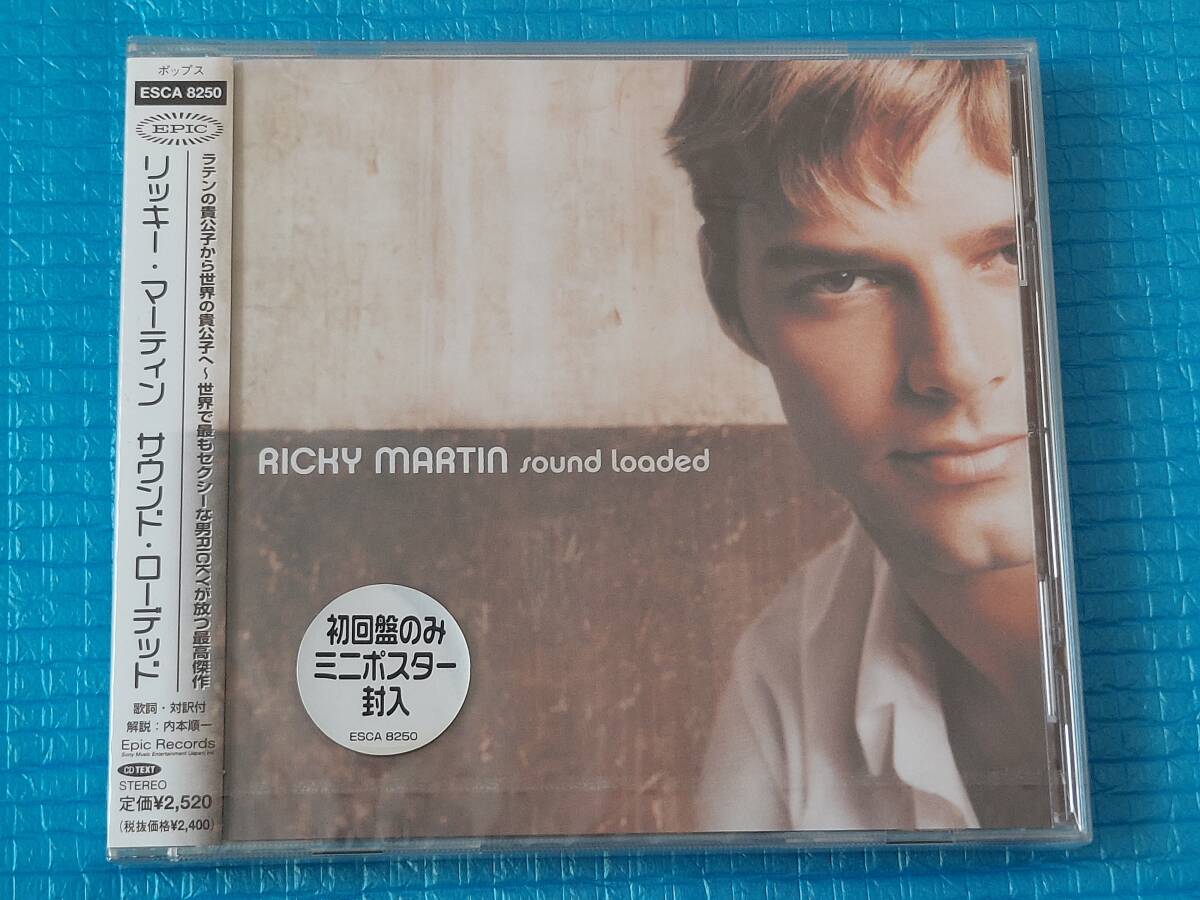 ポップス
ESCA 8250
EPIC
リッキー・マーティン サウンド・ローデッド
ラテンの貴公子から世界の貴公子へ〜世界で最もセクシーな男RICKYが放つ最高傑作
歌詞・対訳付
解説:内本順一
Epic Records
Sony Music Entertainment (Japan) Inc.
CD TEXT
STEREO
定価¥2,520
(税抜価格¥2,400)
RICKY MARTIN sound loaded
初回盤のみ
ミニポスター
封入
ESCA 8250